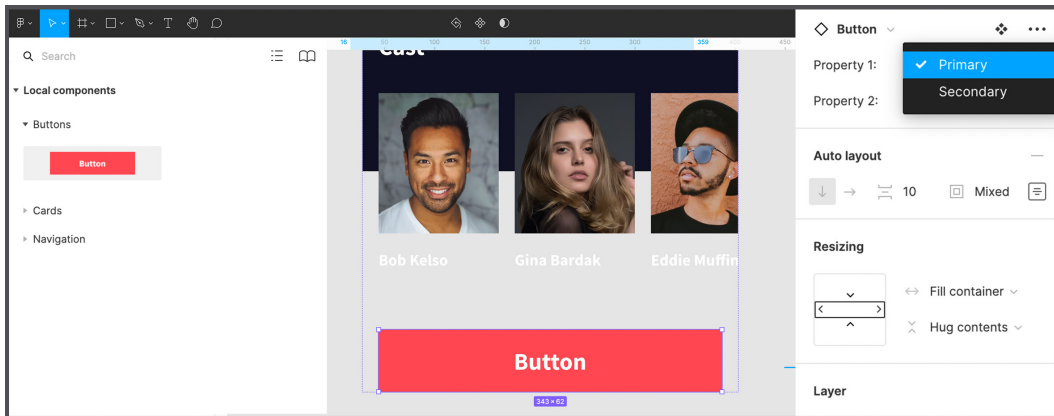 Search
Local components
Buttons
Button
Cards
Navigation
16 50 100 150 200 250 300 359 450
Cast
Bob Kelso
Gina Bardak
Eddie Muffin
Button
343 × 62
Button
Property 1:
Primary
Secondary
Property 2:
Auto layout
10
Mixed
Resizing
Fill container
Hug contents
Layer